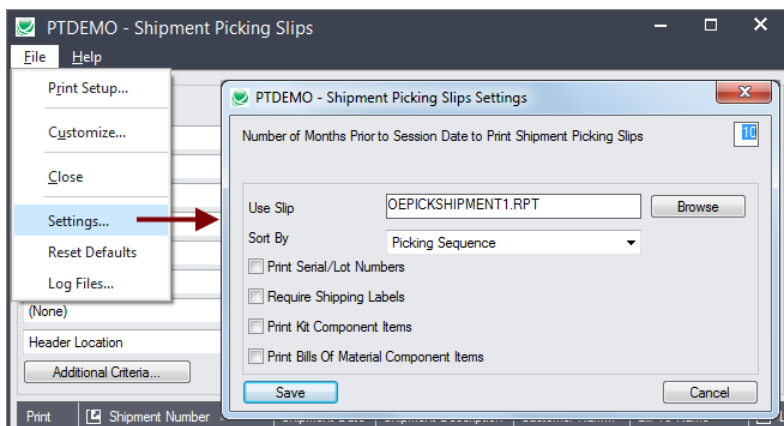 PTDEMO - Shipment Picking Slips
File Help
Print Setup...
Customize...
Close
Settings...
Reset Defaults
Log Files...
(None)
Header Location
Additional Criteria...
Print Shipment Number
PTDEMO - Shipment Picking Slips Settings
Number of Months Prior to Session Date to Print Shipment Picking Slips 10
Use Slip OEPICKSHIPMENT1.RPT Browse
Sort By Picking Sequence
Print Serial/Lot Numbers
Require Shipping Labels
Print Kit Component Items
Print Bills Of Material Component Items
Save Cancel